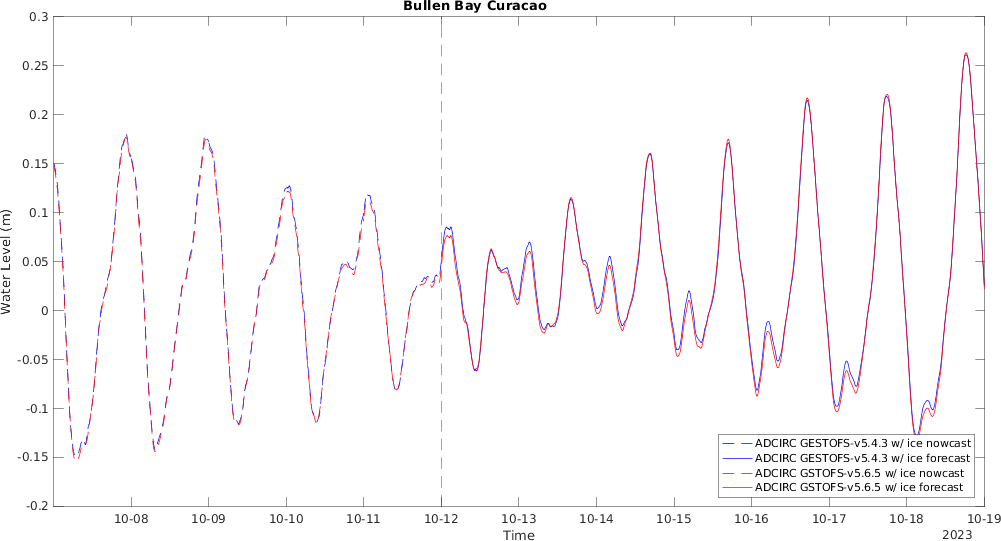 Bullen Bay Curacao
0.3
0.25
0.2
0.15
0.1
0.05
0
-0.05
-0.1
-0.15
-0.2
Water Level (m)
10-08 10-09 10-10 10-11 10-12 10-13 10-14 10-15 10-16 10-17 10-18 10-19
Time
2023
ADCIRC GESTOFS-v5.4.3 w/ ice nowcast
ADCIRC GESTOFS-v5.4.3 w/ ice forecast
ADCIRC GSTOFS-v5.6.5 w/ ice nowcast
ADCIRC GSTOFS-v5.6.5 w/ ice forecast